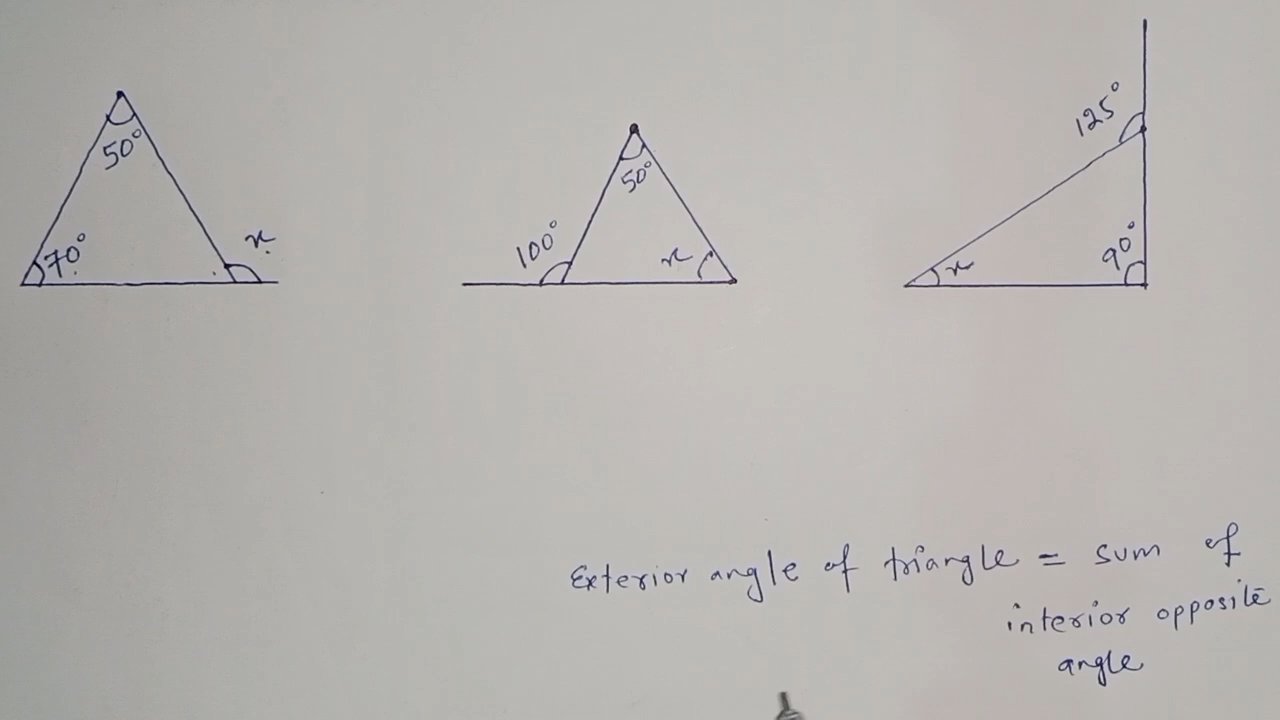 50°
70°
x
100°
50°
x
125°
90°
x
Exterior angle of triangle = sum of
interior opposite
angle